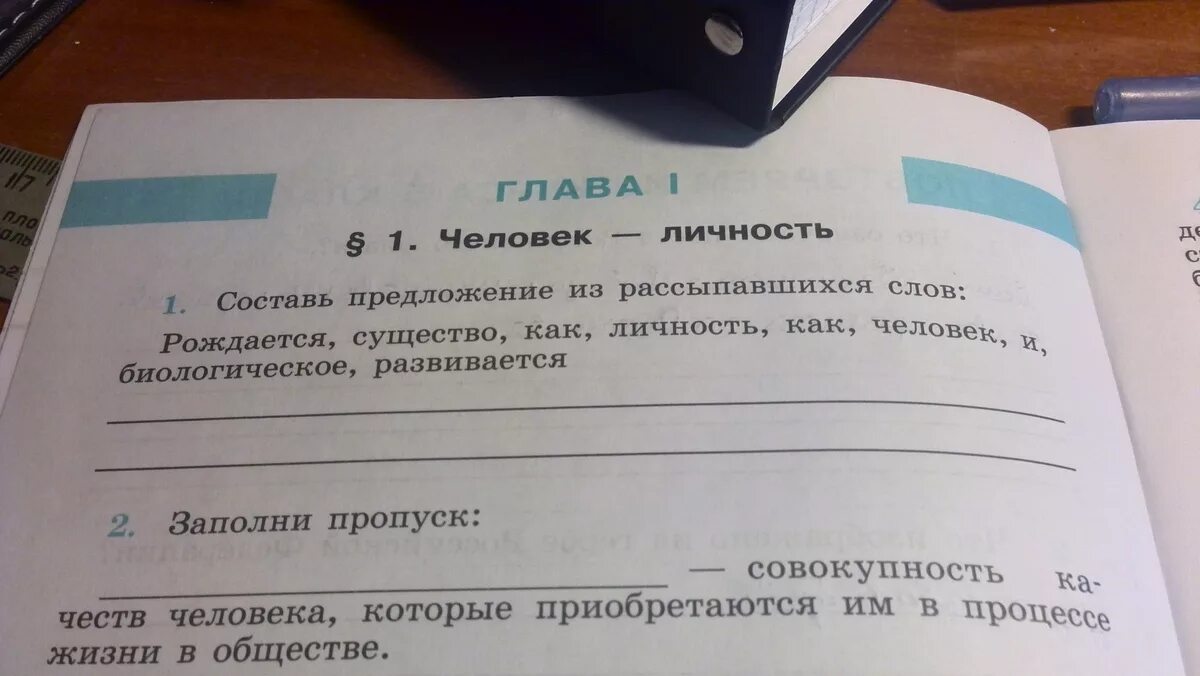 ГЛАВА I
§ 1. Человек — личность
1. Составь предложение из рассыпавшихся слов:
Рождается, существо, как, личность, как, человек, и,
биологическое, развивается
2. Заполни пропуск:
— совокупность ка-
честв человека, которые приобретаются им в процессе
жизни в обществе.